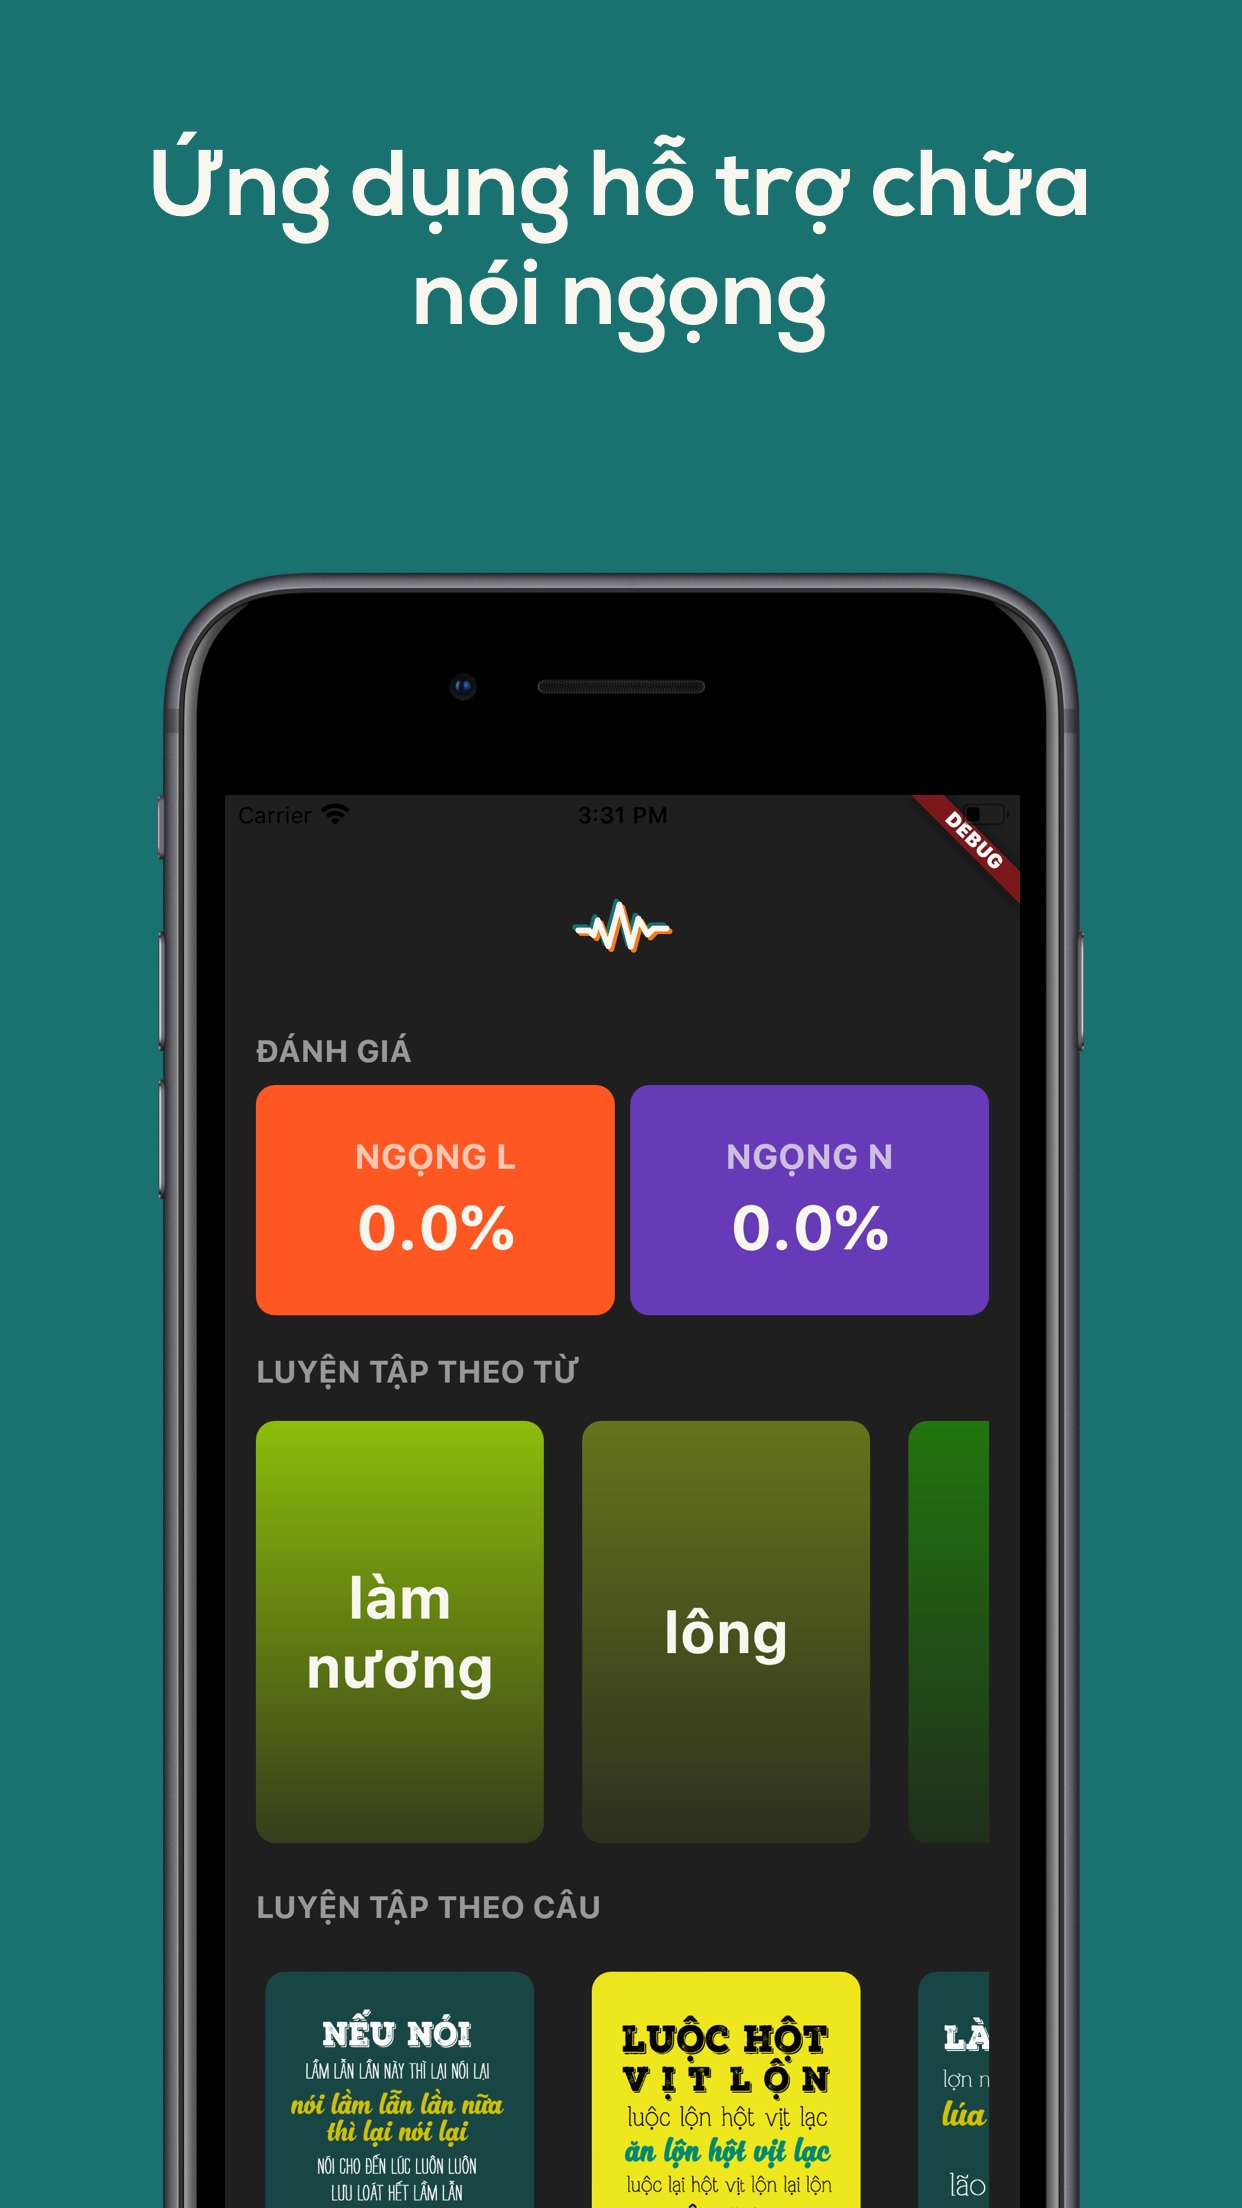 Ứng dụng hỗ trợ chữa
nói ngọng
Carrier
3:31 PM
DEBUG
ĐÁNH GIÁ
NGỌNG L
0.0%
NGỌNG N
0.0%
LUYỆN TẬP THEO TỪ
làm
nương
lông
LUYỆN TẬP THEO CÂU
NẾU NÓI
LẦM LẪN LẦN NÀY THÌ LẠI NÓI LẠI
nói lầm lẫn lần nữa
thì lại nói lại
NÓI CHO ĐẾN LÚC LUÔN LUÔN
LƯU LOÁT HẾT LẦM LẪN
LUỘC HỘT
VỊT LỘN
luộc lộn hột vịt lạc
ăn lộn hột vịt lạc
luộc lại hột vịt lộn lại lộn
LÀ
lợn
lúa
lão